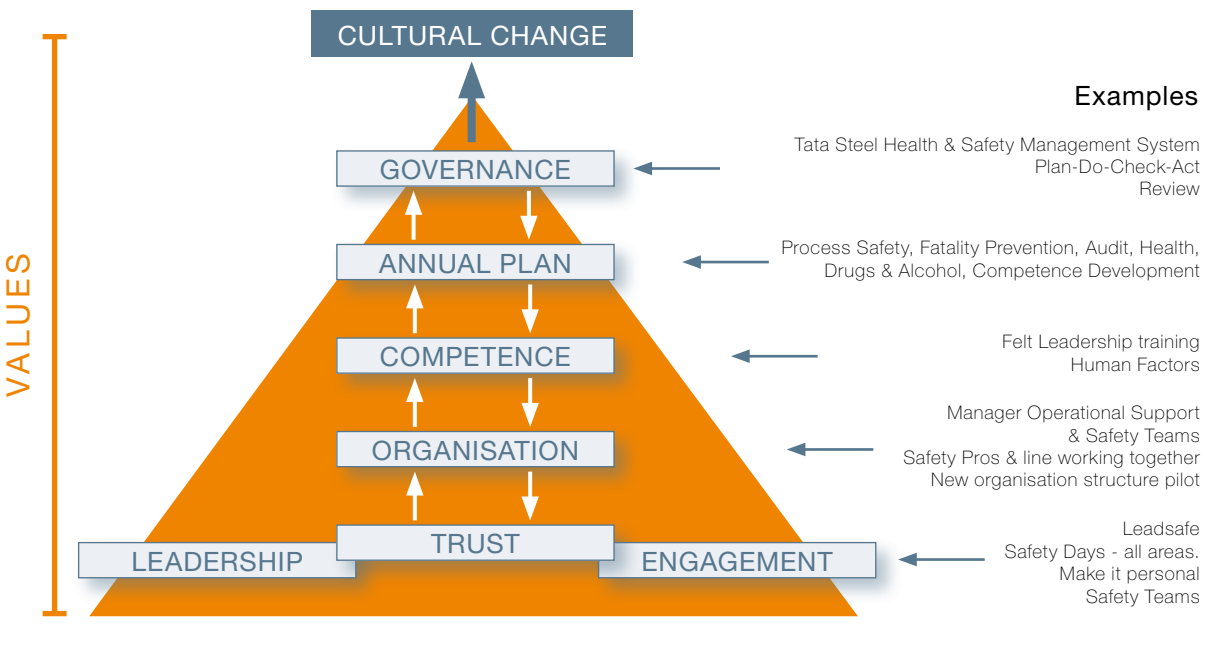 CULTURAL CHANGE
Examples
GOVERNANCE
Tata Steel Health & Safety Management System
Plan-Do-Check-Act
Review
ANNUAL PLAN
Process Safety, Fatality Prevention, Audit, Health,
Drugs & Alcohol, Competence Development
VALUES
COMPETENCE
Felt Leadership training
Human Factors
ORGANISATION
Manager Operational Support
& Safety Teams
Safety Pros & line working together
New organisation structure pilot
LEADERSHIP
TRUST
ENGAGEMENT
Leadsafe
Safety Days - all areas.
Make it personal
Safety Teams